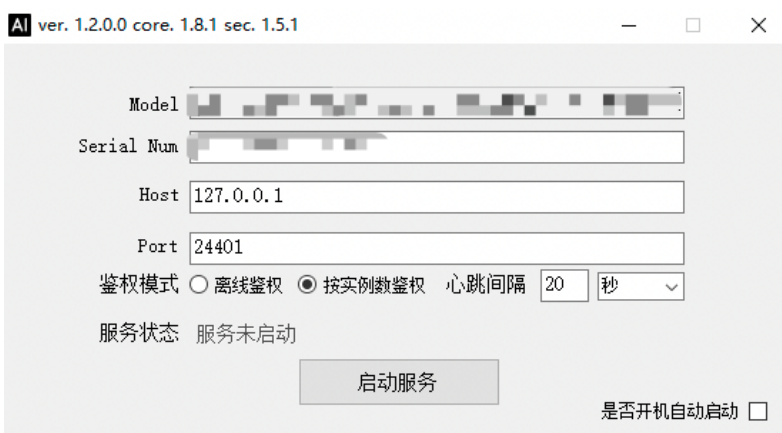 AI ver. 1.2.0.0 core. 1.8.1 sec. 1.5.1
Model
Serial Num
Host 127.0.0.1
Port 24401
鉴权模式 离线鉴权 按实例数鉴权 心跳间隔 20 秒
服务状态 服务未启动
启动服务
是否开机自动启动